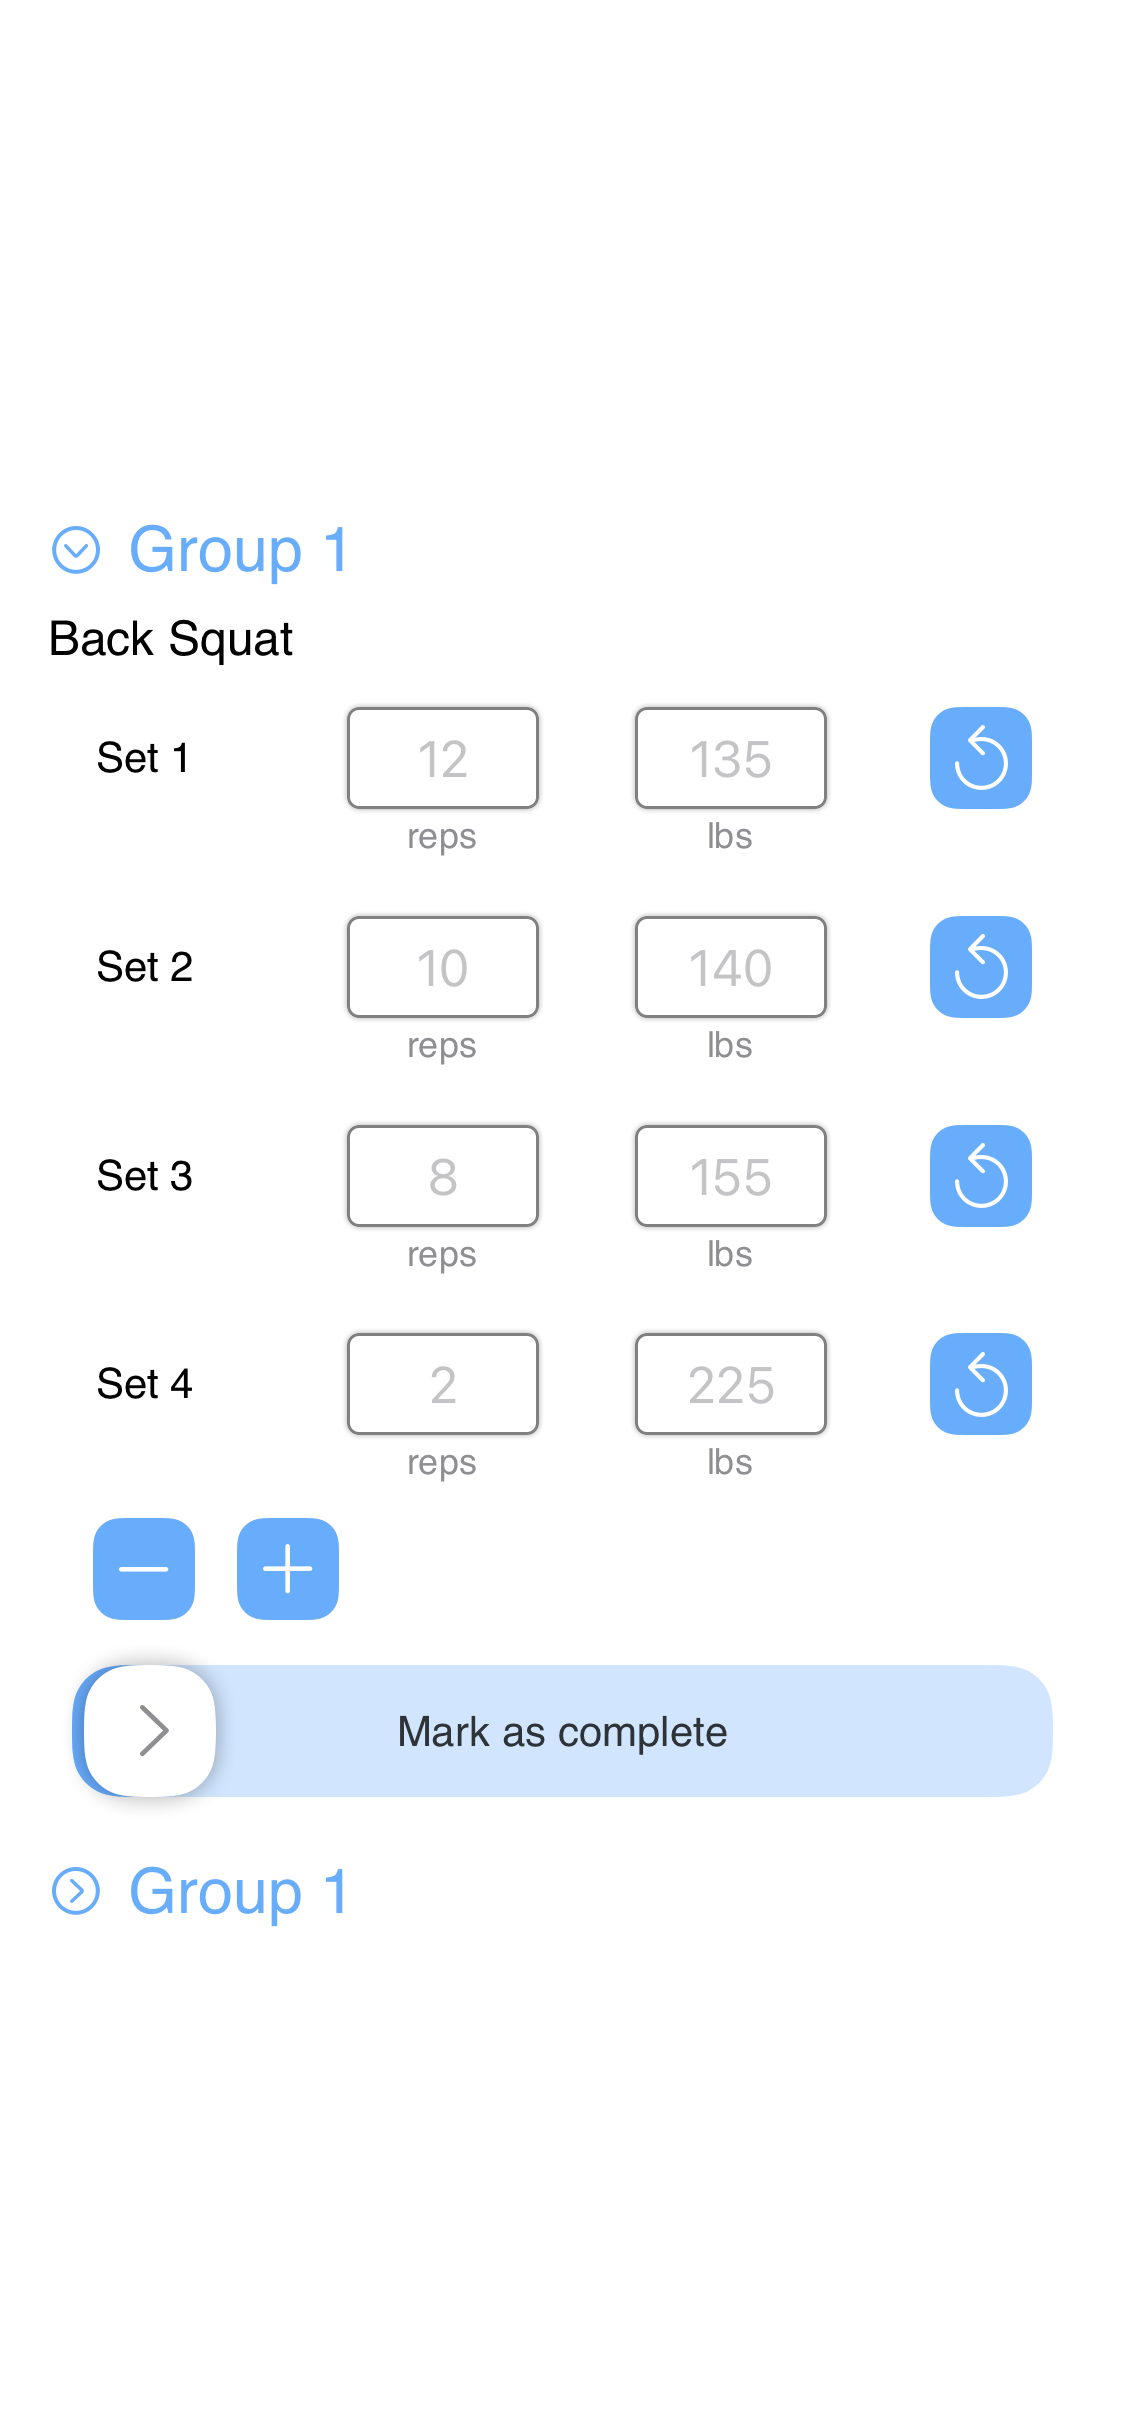 Group 1
Back Squat
Set 1 12 135
reps lbs
Set 2 10 140
reps lbs
Set 3 8 155
reps lbs
Set 4 2 225
reps lbs
Mark as complete
Group 1